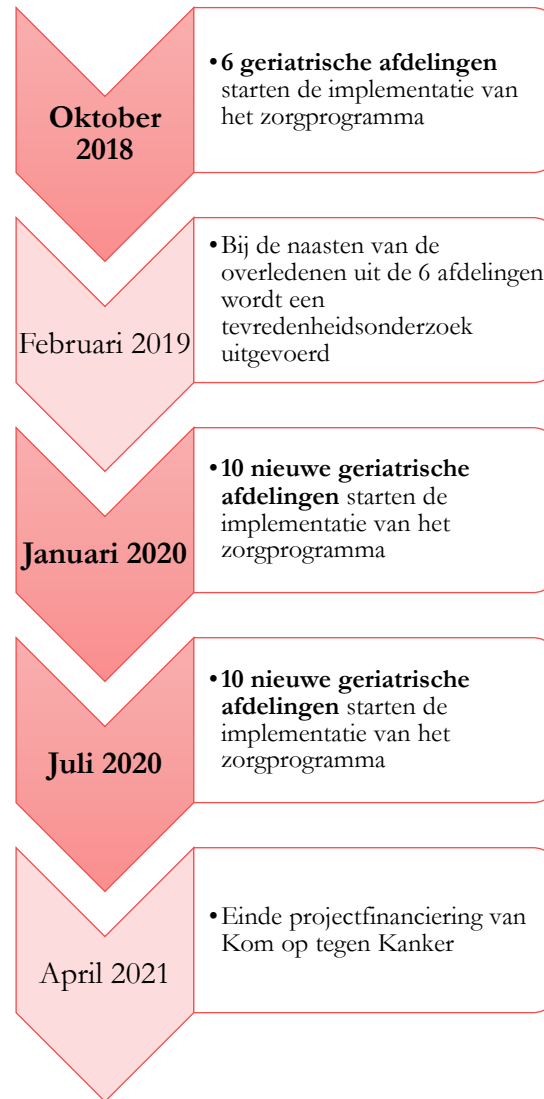 Oktober
2018
•6 geriatrische afdelingen
starten de implementatie van
het zorgprogramma
Februari 2019
•Bij de naasten van de
overledenen uit de 6 afdelingen
wordt een
tevredenheidsonderzoek
uitgevoerd
Januari 2020
•10 nieuwe geriatrische
afdelingen starten de
implementatie van het
zorgprogramma
Juli 2020
•10 nieuwe geriatrische
afdelingen starten de
implementatie van het
zorgprogramma
April 2021
•Einde projectfinanciering van
Kom op tegen Kanker